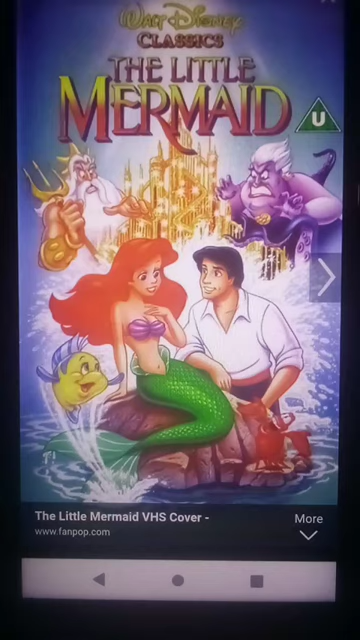 WALT DISNEY
CLASSICS
THE LITTLE
MERMAID
U
The Little Mermaid VHS Cover -
More
www.fanpop.com